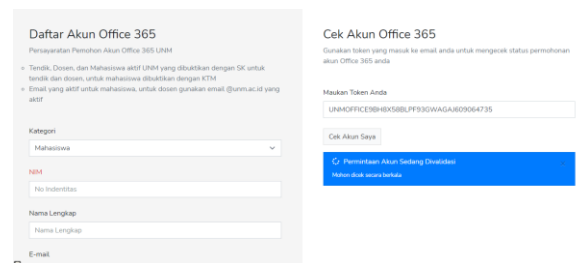 Daftar Akun Office 365
Persayaratan Pemohon Akun Office 365 UNM
Tendik, Dosen, dan Mahasiswa aktif UNM yang dibuktikan dengan SK untuk
tendik dan dosen, untuk mahasiswa dibuktikan dengan KTM
Email yang aktif untuk mahasiswa, untuk dosen gunakan email @unm.ac.id yang
aktif
Kategori
Mahasiswa
NIM
No Indentitas
Nama Lengkap
Nama Lengkap
E-mail
Cek Akun Office 365
Gunakan token yang masuk ke email anda untuk mengecek status permohonan
akun Office 365 anda
Maukan Token Anda
UNMOFFICE9BH8X58BLPF93GWAGAJ609064735
Cek Akun Saya
Permintaan Akun Sedang Divalidasi
Mohon dicek secara berkala